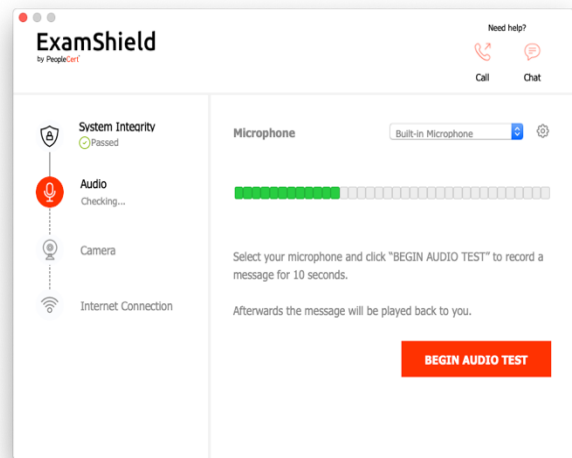 Need help?
ExamShield
by PeopleCert
Call
Chat
System Integrity
Passed
Audio
Checking...
Camera
Internet Connection
Microphone
Built-in Microphone
Select your microphone and click “BEGIN AUDIO TEST” to record a
message for 10 seconds.
Afterwards the message will be played back to you.
BEGIN AUDIO TEST